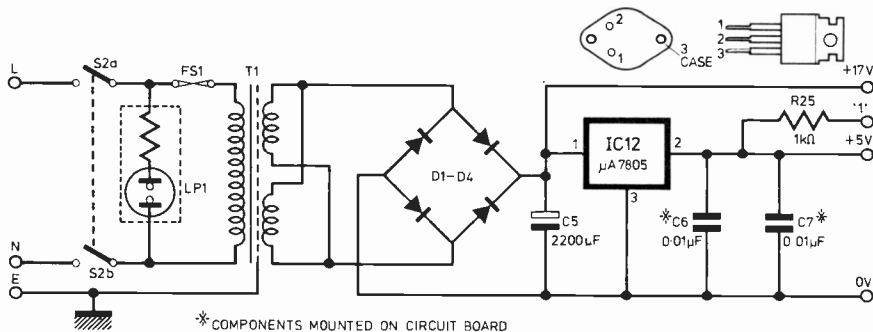 L
S2a
FS1
T1
LP1
N
S2b
E
D1-D4
2
1
3
CASE
1
2
3
+17V
R25
1kΩ
'1'
+5V
1
IC12
µA7805
2
3
C5
2200µF
※C6
0·01µF
C7※
0·01µF
0V
※COMPONENTS MOUNTED ON CIRCUIT BOARD